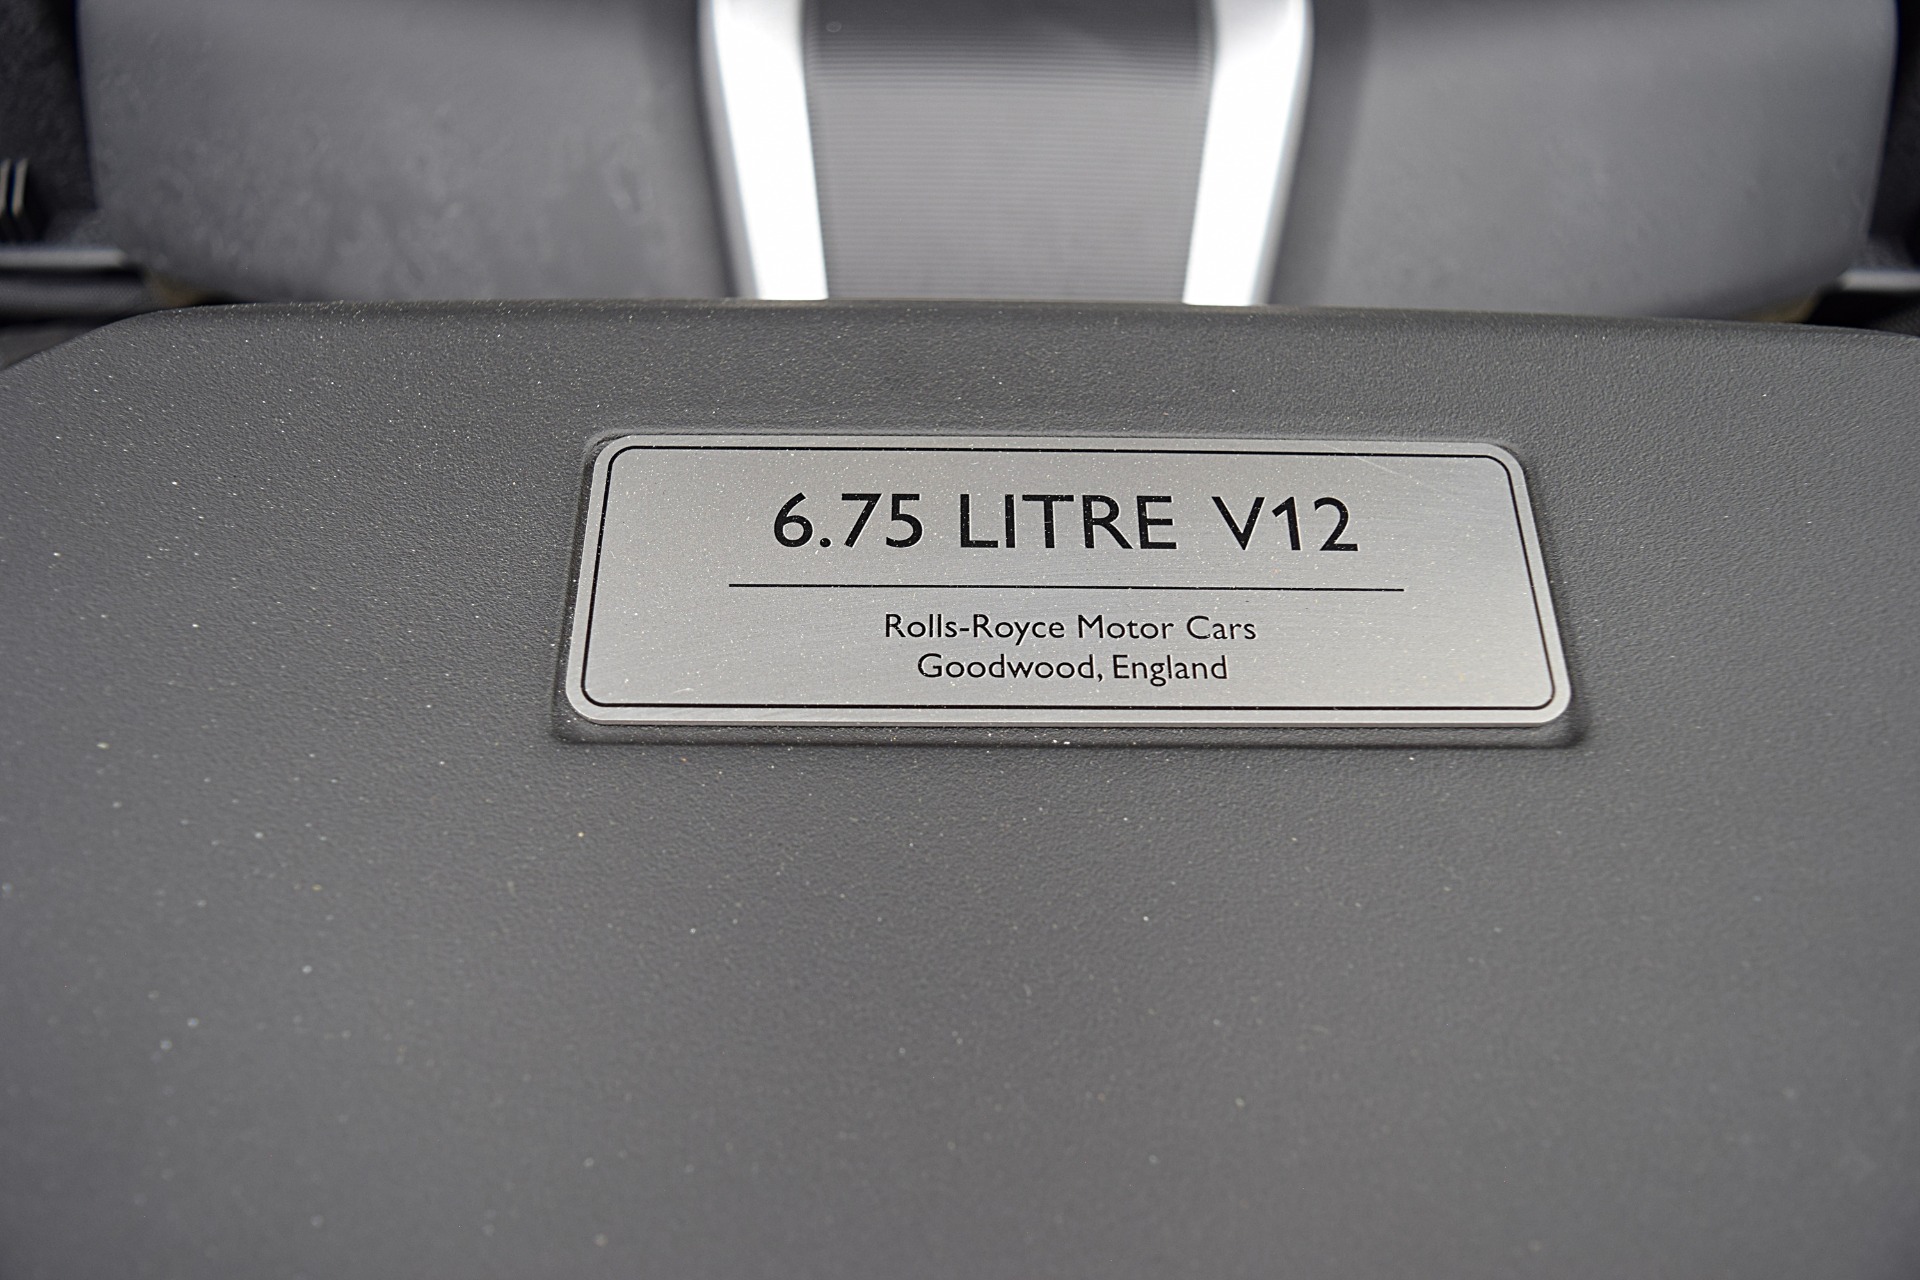 6.75 LITRE V12
Rolls-Royce Motor Cars
Goodwood, England